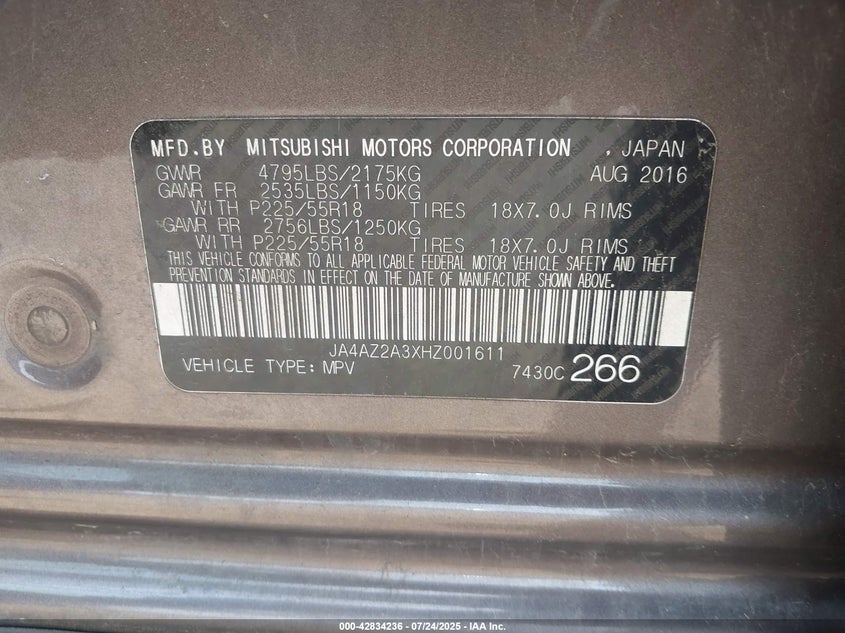 MFD.BY MITSUBISHI MOTORS CORPORATION , JAPAN
GVWR 4795LBS/2175KG AUG 2016
GAWR FR 2535LBS/1150KG
WITH P225/55R18 TIRES 18X7.0J RIMS
GAWR RR 2756LBS/1250KG
WITH P225/55R18 TIRES 18X7.0J RIMS
THIS VEHICLE CONFORMS TO ALL APPLICABLE FEDERAL MOTOR VEHICLE SAFETY AND THEFT
PREVENTION STANDARDS IN EFFECT ON THE DATE OF MANUFACTURE SHOWN ABOVE.
JA4AZ2A3XHZ001611
VEHICLE TYPE: MPV 7430C 266
000-42834236 - 07/24/2025 - IAA Inc.